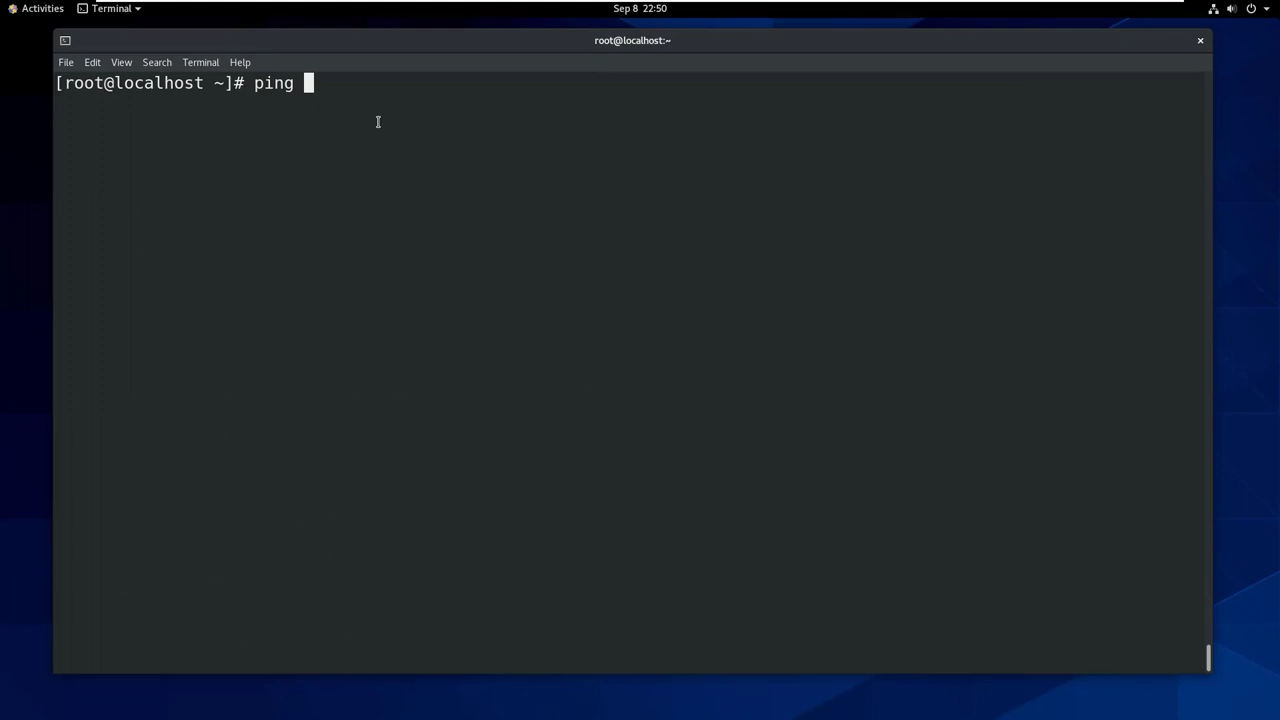 Activities Terminal Sep 8 22:50
root@localhost:~ ×
File Edit View Search Terminal Help
[root@localhost ~]# ping